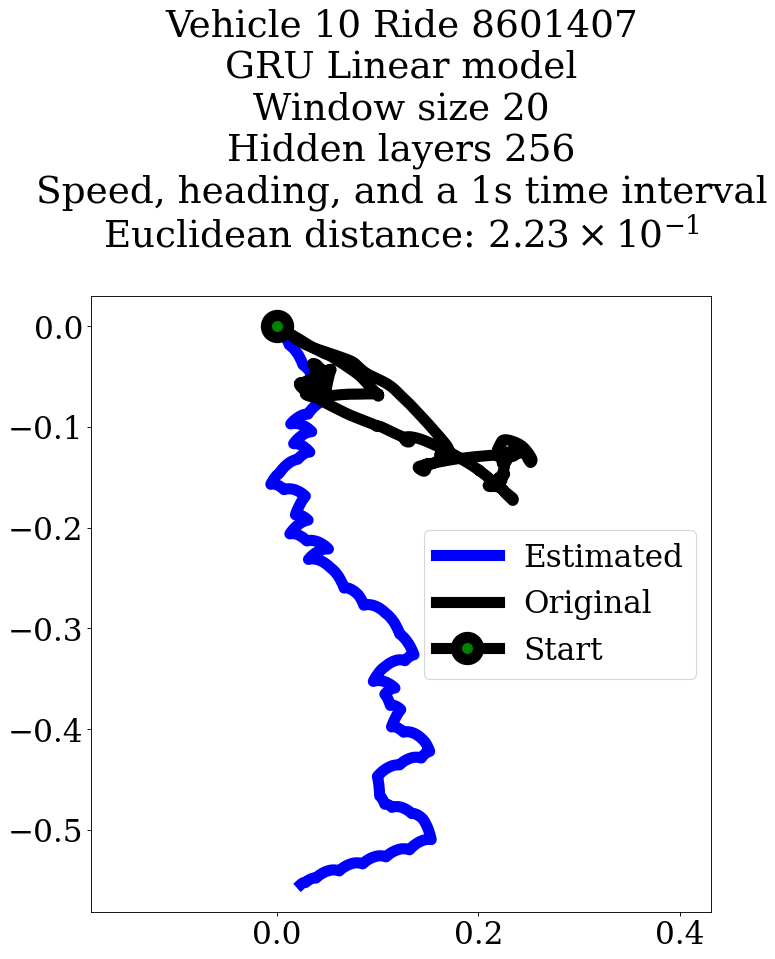 Vehicle 10 Ride 8601407
GRU Linear model
Window size 20
Hidden layers 256
Speed, heading, and a 1s time interval
Euclidean distance: 2.23 × 10⁻¹
0.0
−0.1
−0.2
−0.3
−0.4
−0.5
Estimated
Original
Start
0.0 0.2 0.4